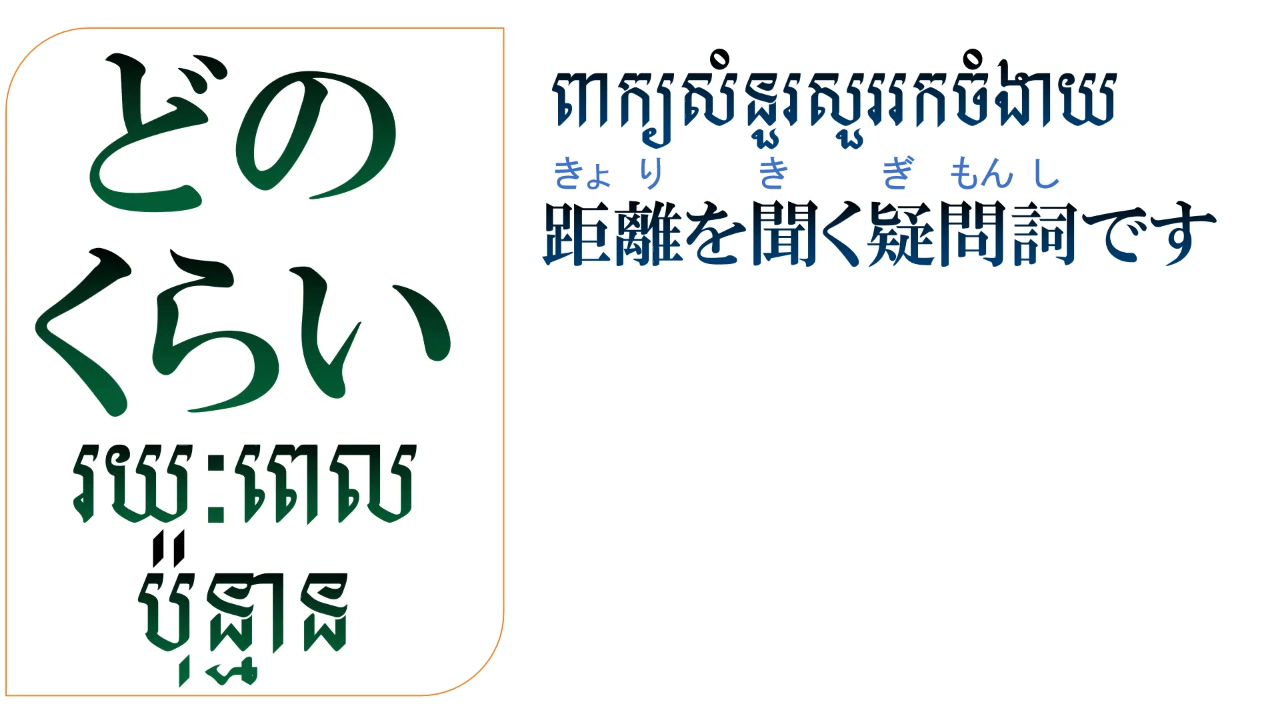 どの
くらい
រយៈពេល
ប៉ុន្មាន
ពាក្យសំនួរសួររកចំងាយ
きょ り き ぎ もん し
距離を聞く疑問詞です